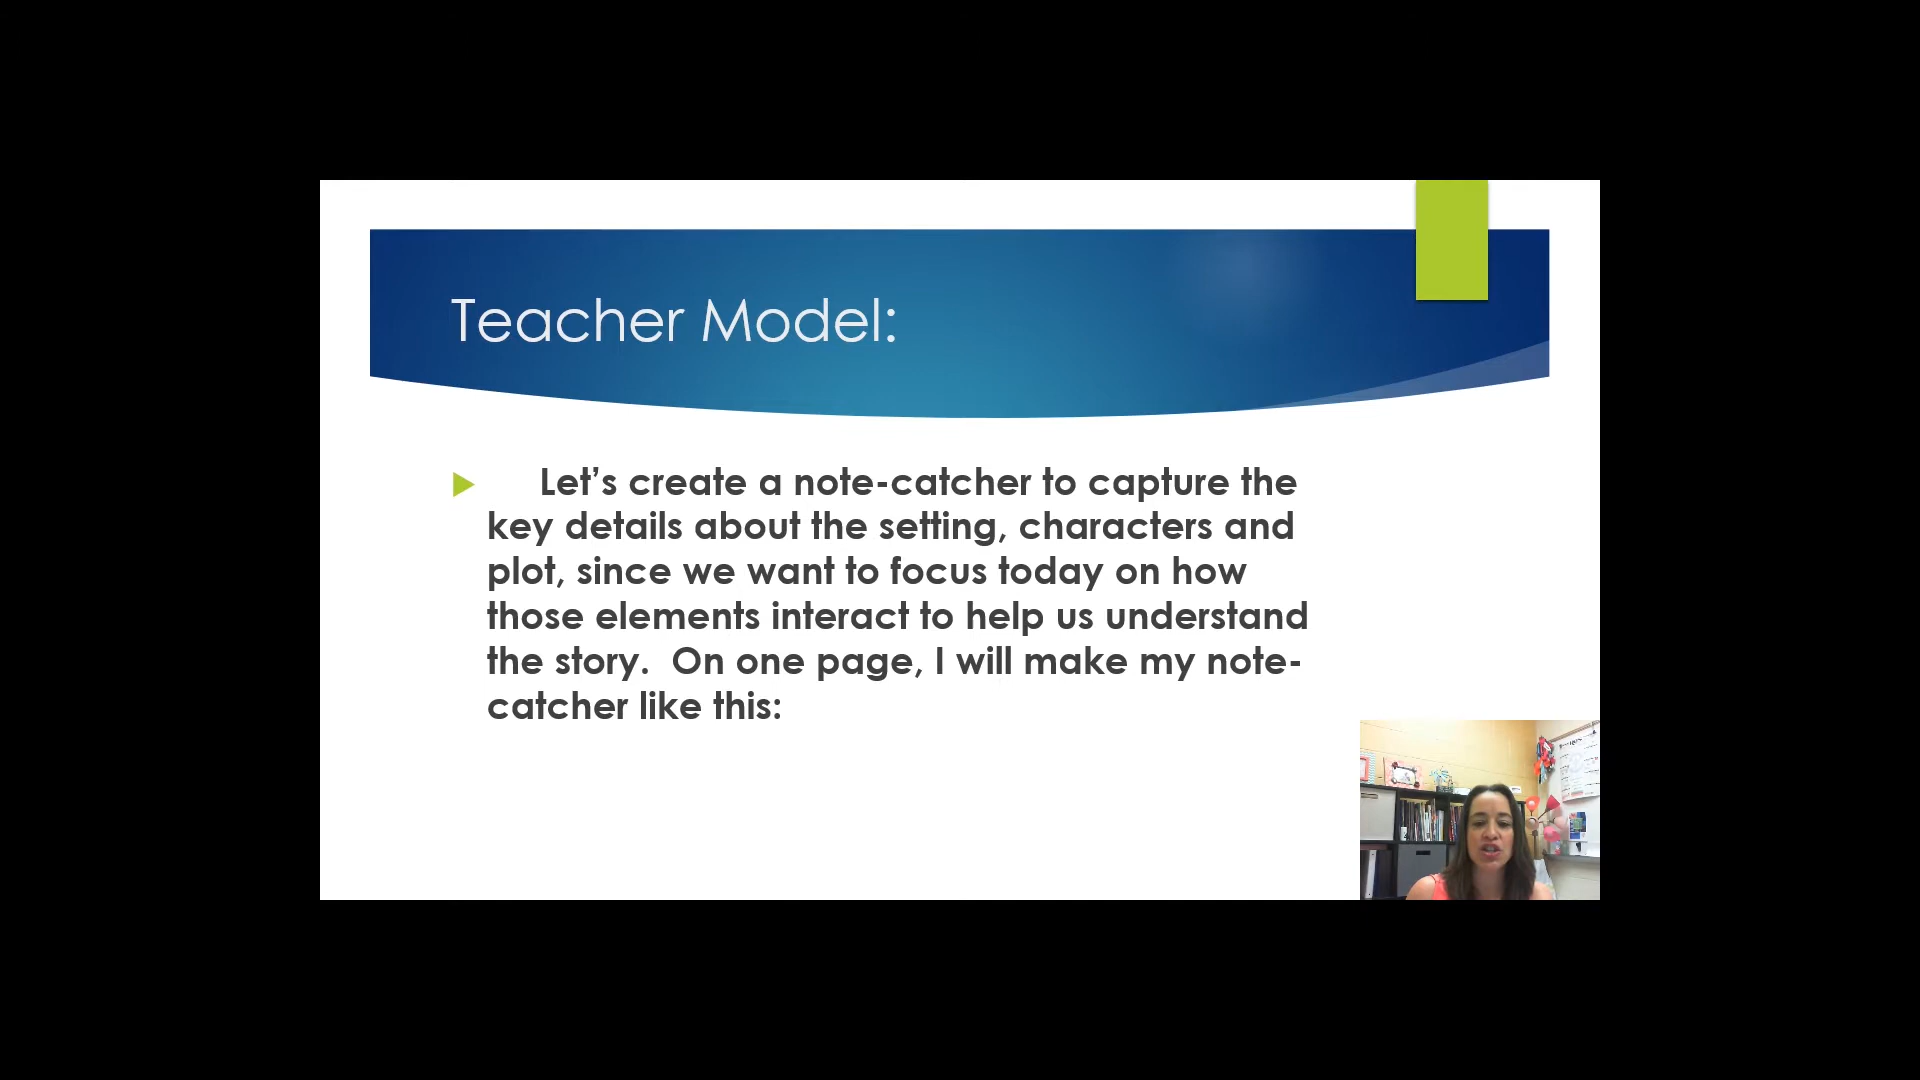 Teacher Model:
Let’s create a note-catcher to capture the
key details about the setting, characters and
plot, since we want to focus today on how
those elements interact to help us understand
the story.  On one page, I will make my note-
catcher like this: